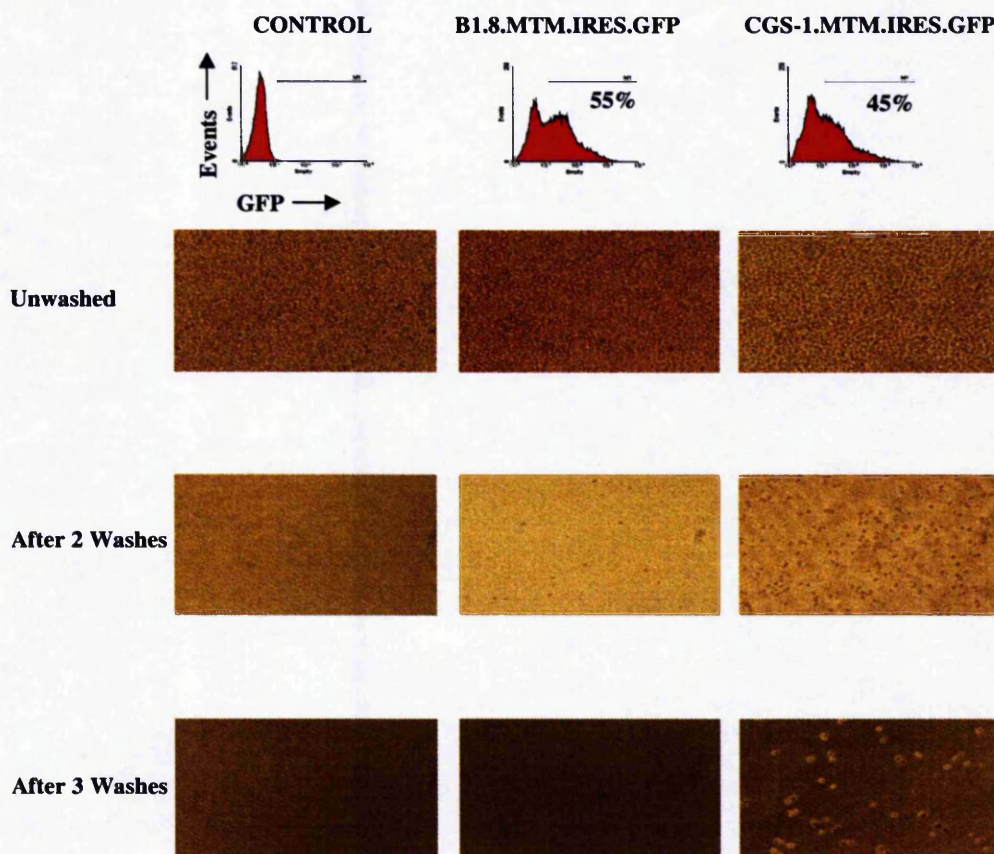 CONTROL B1.8.MTM.IRES.GFP CGS-1.MTM.IRES.GFP
55%
45%
Events
GFP
Unwashed
After 2 Washes
After 3 Washes